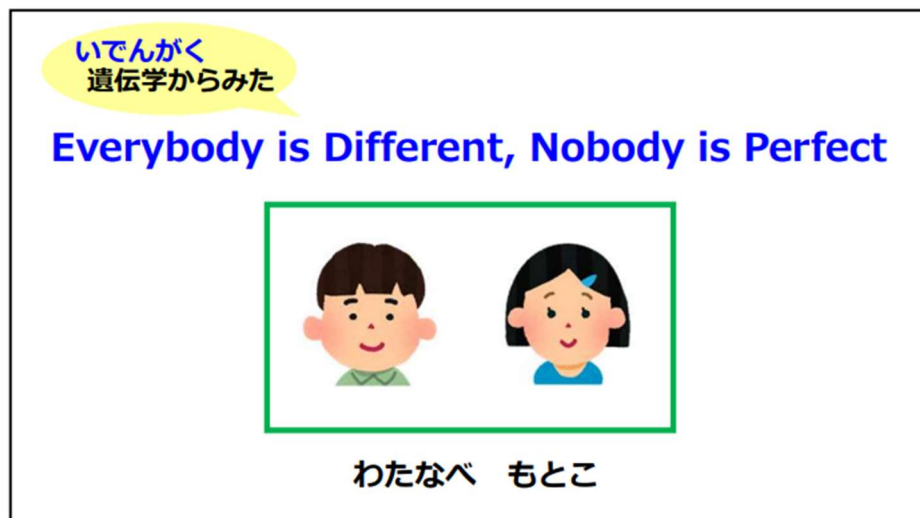 いでんがく
遺伝学からみた
Everybody is Different, Nobody is Perfect
わたなべ　もとこ